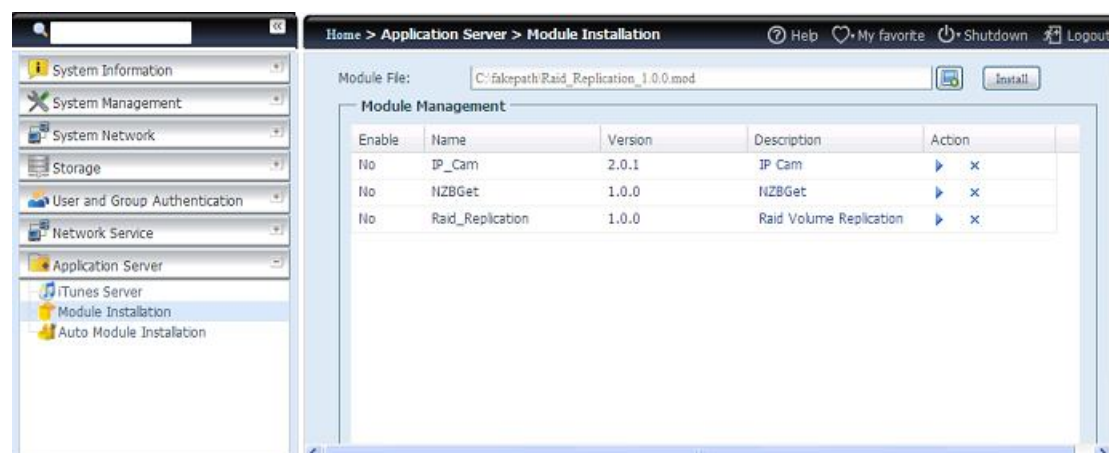 Home > Application Server > Module Installation
Help My favorite Shutdown Logout
System Information
System Management
System Network
Storage
User and Group Authentication
Network Service
Application Server
iTunes Server
Module Installation
Auto Module Installation
Module File: C:\fakepath\Raid_Replication_1.0.0.mod Install
Module Management
Enable Name Version Description Action
No IP_Cam 2.0.1 IP Cam
No NZBGet 1.0.0 NZBGet
No Raid_Replication 1.0.0 Raid Volume Replication